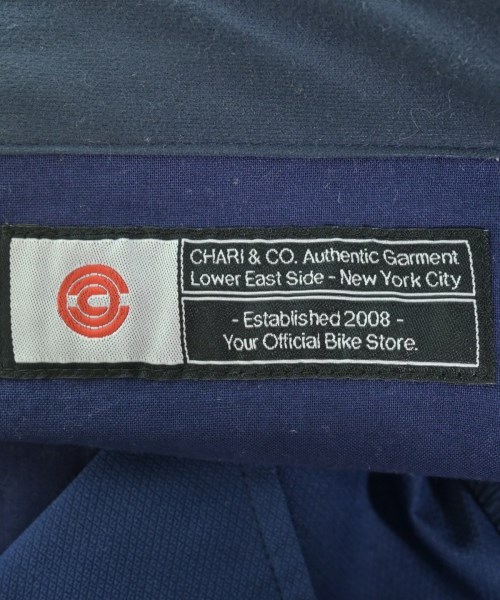 CHARI & CO. Authentic Garment
Lower East Side - New York City
- Established 2008 -
Your Official Bike Store.